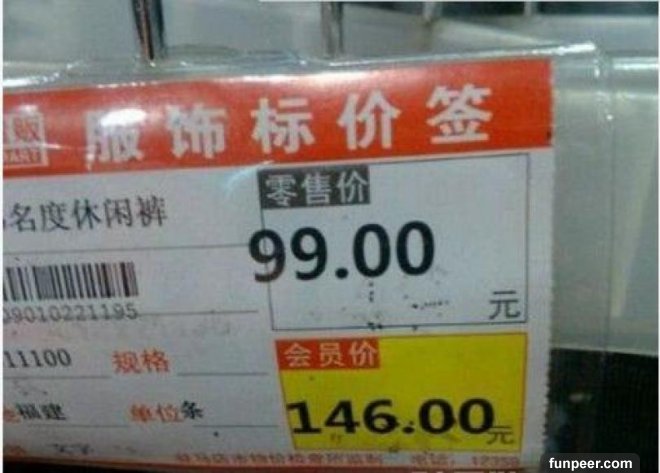 服饰标价签
零售价
名度休闲裤
99.00
元
39010221195
11100 规格
会员价
福建 单位 条
146.00
元
funpeer.com